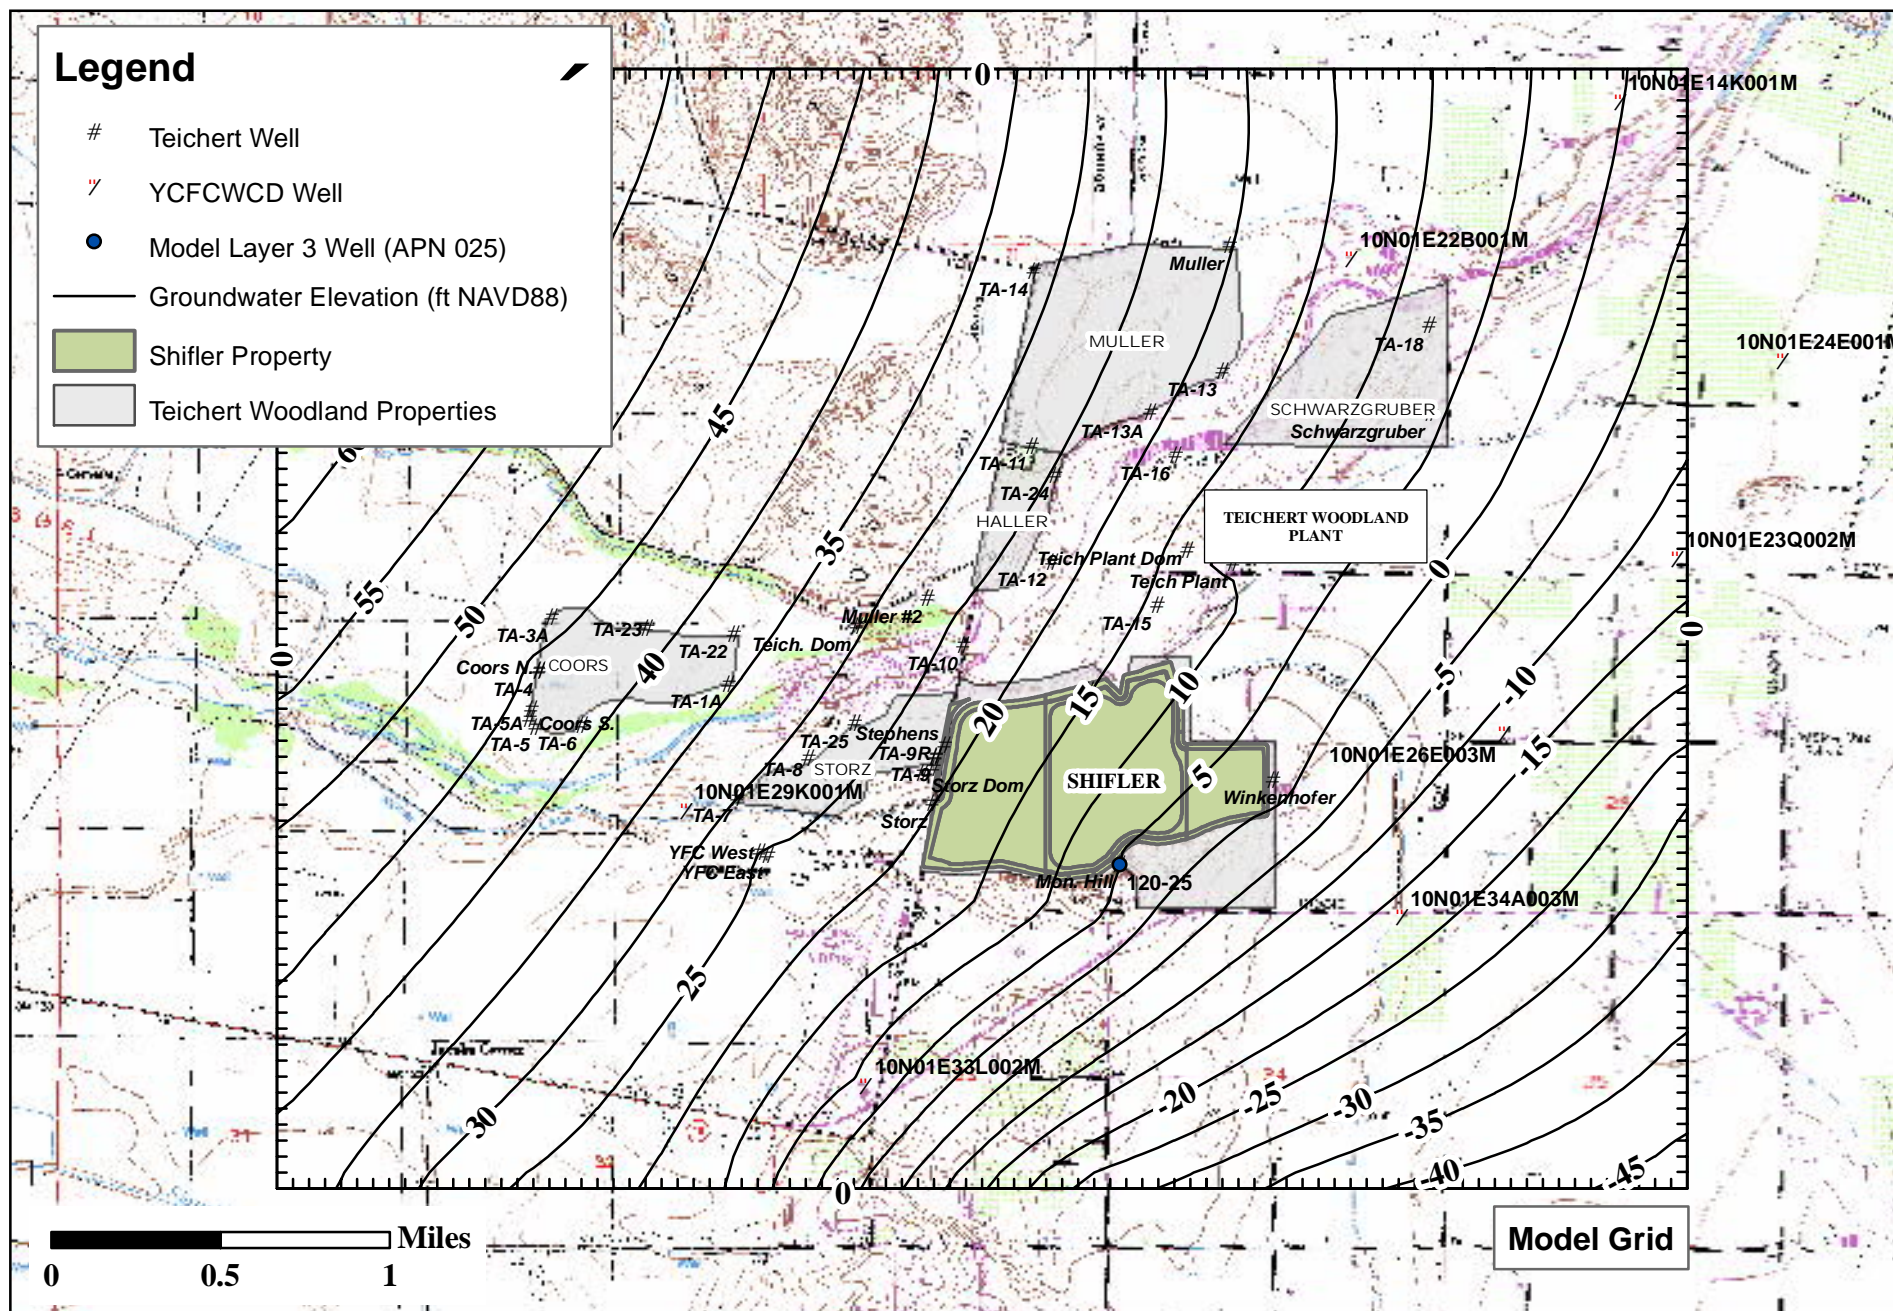 Legend
Teichert Well
YCFCWCD Well
Model Layer 3 Well (APN 025)
Groundwater Elevation (ft NAVD88)
Shifler Property
Teichert Woodland Properties
0
10N01E14K001M
10N01E22B001M
Muller
TA-14
MULLER
TA-18
10N01E24E001M
TA-13
45
SCHWARZGRUBER
Schwarzgruber
TA-13A
TA-11
TA-16
TA-24
HALLER
TEICHERT WOODLAND
PLANT
35
10N01E23Q002M
Teich Plant Dom
0
TA-12
Teich Plant
55
50
Muller #2
TA-15
TA-3A
TA-23
0
TA-22
Teich. Dom
0
Coors N.
COORS
40
TA-10
-5
TA-4
10
-10
TA-1A
15
20
TA-5A
Coors S.
Stephens
TA-5
TA-6
TA-25
TA-9R
10N01E26E003M
-15
TA-8
STORZ
TA-9
5
SHIFLER
Storz Dom
10N01E29K001M
Winkenhofer
TA-7
Storz
YFC West
YFC East
Mon. Hill
120-25
10N01E34A003M
25
10N01E33L002M
-20
-25
-30
30
-35
-40
-45
0
Miles
0
0.5
1
Model Grid